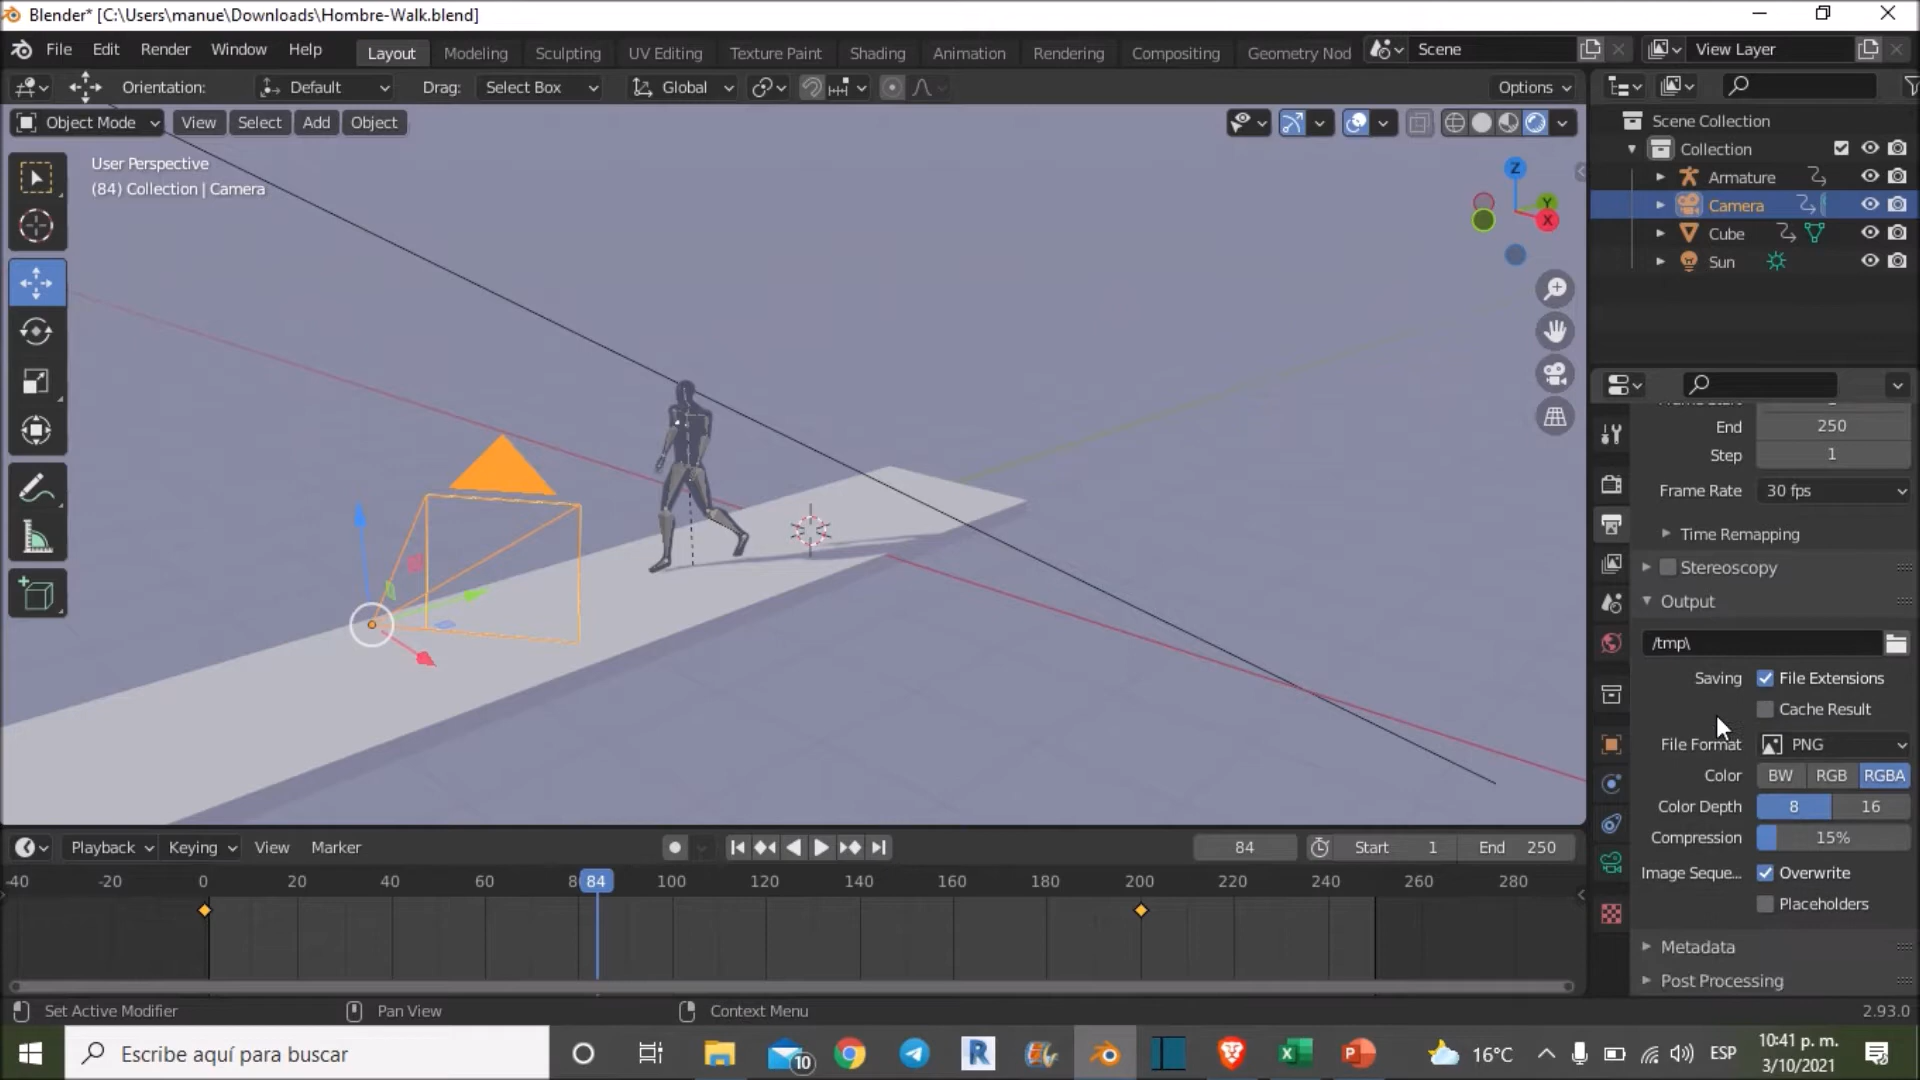 Blender* [C:\Users\manue\Downloads\Hombre-Walk.blend]
File Edit Render Window Help
Layout Modeling Sculpting UV Editing Texture Paint Shading Animation Rendering Compositing Geometry Nod
Scene
View Layer
Orientation: Default Drag: Select Box Global Options
Object Mode View Select Add Object
User Perspective
(84) Collection | Camera
Z
Y
X
Scene Collection
Collection
Armature
Camera
Cube
Sun
End 250
Step 1
Frame Rate 30 fps
Time Remapping
Stereoscopy
Output
/tmp\
Saving File Extensions
Cache Result
File Format PNG
Color BW RGB RGBA
Color Depth 8 16
Compression 15%
Image Seque... Overwrite
Placeholders
Metadata
Post Processing
Playback Keying View Marker 84 Start 1 End 250
-40 -20 0 20 40 60 84 100 120 140 160 180 200 220 240 260 280
Set Active Modifier Pan View Context Menu 2.93.0
Escribe aquí para buscar
10
16°C
ESP
10:41 p. m.
3/10/2021